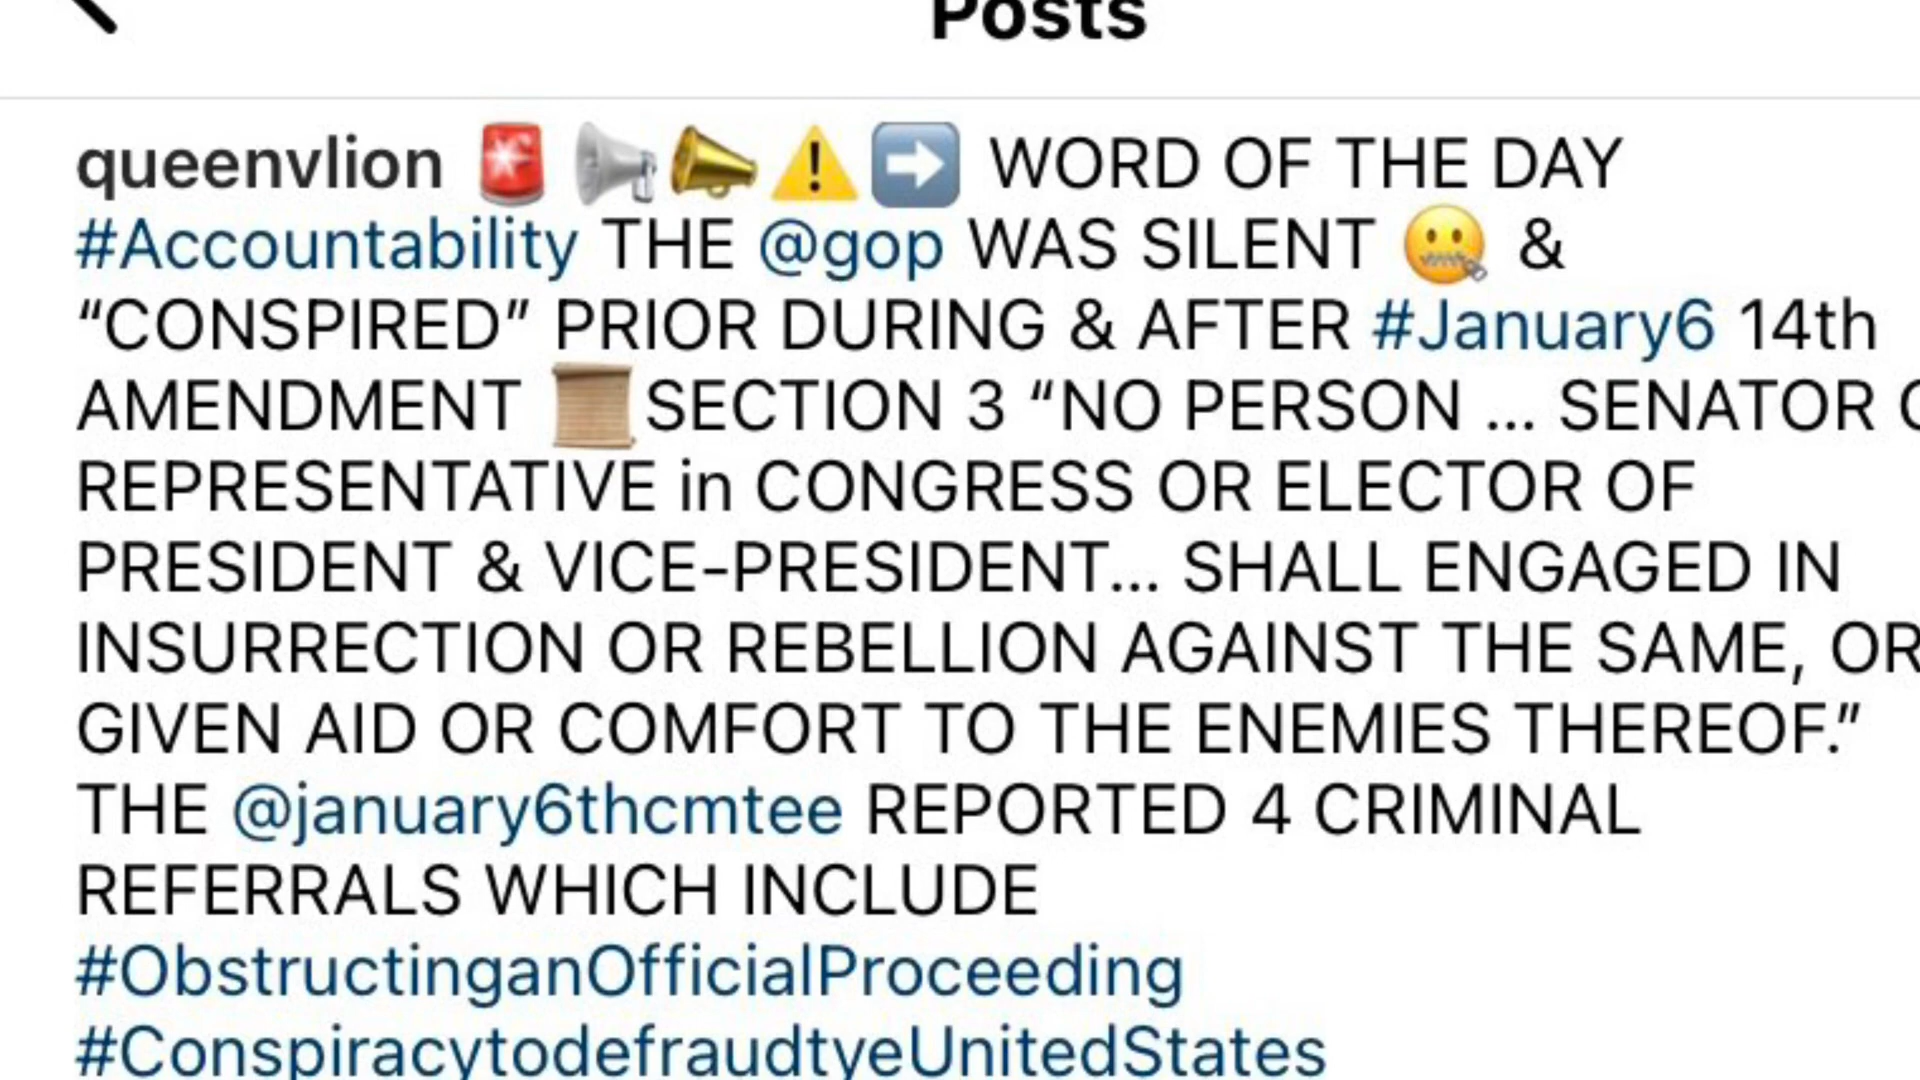 Posts
queenvlion 🚨 📢 📣 ⚠️ ➡️ WORD OF THE DAY
#Accountability THE @gop WAS SILENT 🤐 &
“CONSPIRED” PRIOR DURING & AFTER #January6 14th
AMENDMENT 📜 SECTION 3 “NO PERSON ... SENATOR
REPRESENTATIVE in CONGRESS OR ELECTOR OF
PRESIDENT & VICE-PRESIDENT... SHALL ENGAGED IN
INSURRECTION OR REBELLION AGAINST THE SAME, OR
GIVEN AID OR COMFORT TO THE ENEMIES THEREOF.”
THE @january6thcmtee REPORTED 4 CRIMINAL
REFERRALS WHICH INCLUDE
#ObstructinganOfficialProceeding
#ConspiracytodefraudtyeUnitedStates